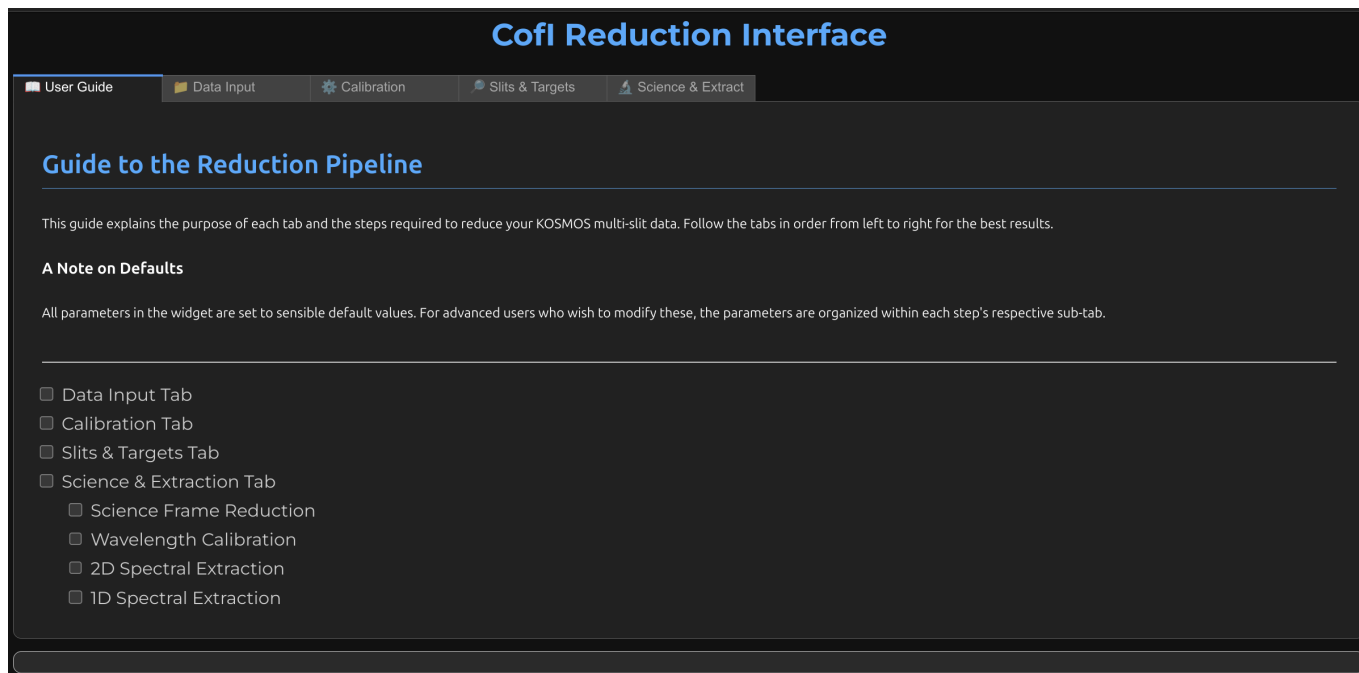 CofI Reduction Interface
User Guide
Data Input
Calibration
Slits & Targets
Science & Extract
Guide to the Reduction Pipeline
This guide explains the purpose of each tab and the steps required to reduce your KOSMOS multi-slit data. Follow the tabs in order from left to right for the best results.
A Note on Defaults
All parameters in the widget are set to sensible default values. For advanced users who wish to modify these, the parameters are organized within each step's respective sub-tab.
Data Input Tab
Calibration Tab
Slits & Targets Tab
Science & Extraction Tab
Science Frame Reduction
Wavelength Calibration
2D Spectral Extraction
1D Spectral Extraction